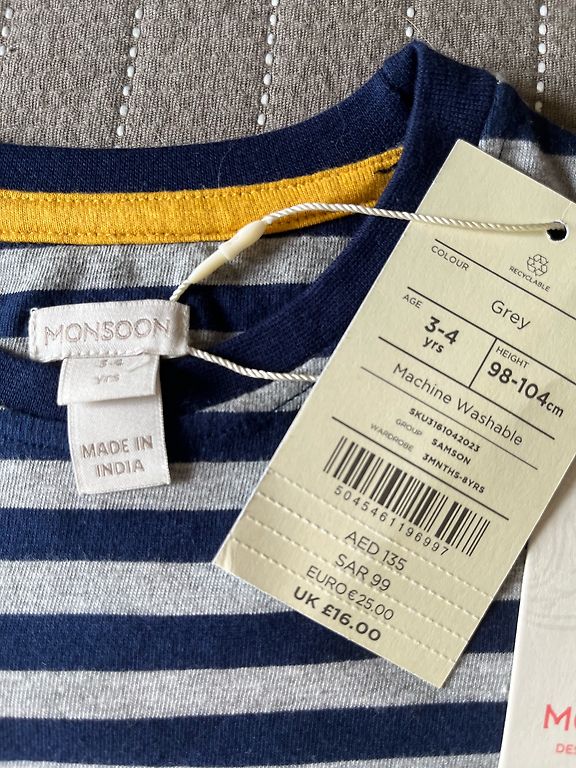 MONSOON
3-4
yrs
MADE IN
INDIA
COLOUR
RECYCLABLE
Grey
AGE
3-4
yrs
HEIGHT
98-104cm
Machine Washable
SKU3161042023
GROUP SAMSON
WARDROBE 3MNTHS-8YRS
5045461196997
AED 135
SAR 99
EURO €25.00
UK £16.00